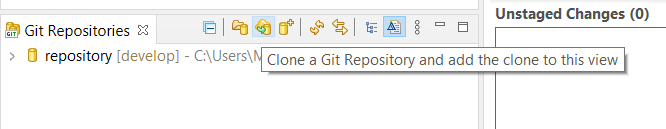 Unstaged Changes (0)
Git Repositories
repository [develop] - C:\Users\
Clone a Git Repository and add the clone to this view